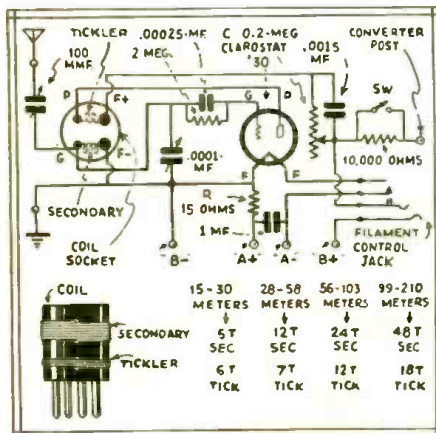 TICKLER
.00025-MF
C 0.2-MEG
CLAROSTAT
.0015
MF
CONVERTER
POST
100
MMF
2 MEG.
'30
P
F+
G
P
SW
G
F-
.0001-
MF
F
F
10,000 OHMS
SECONDARY
R
15 OHMS
A
B
COIL
SOCKET
1 MF
FILAMENT
CONTROL
JACK
B-
A+
A-
B+
COIL
SECONDARY
TICKLER
15-30
METERS
28-58
METERS
56-103
METERS
99-210
METERS
5T
SEC
12T
SEC
24T
SEC
48T
SEC
6T
TICK
7T
TICK
12T
TICK
18T
TICK